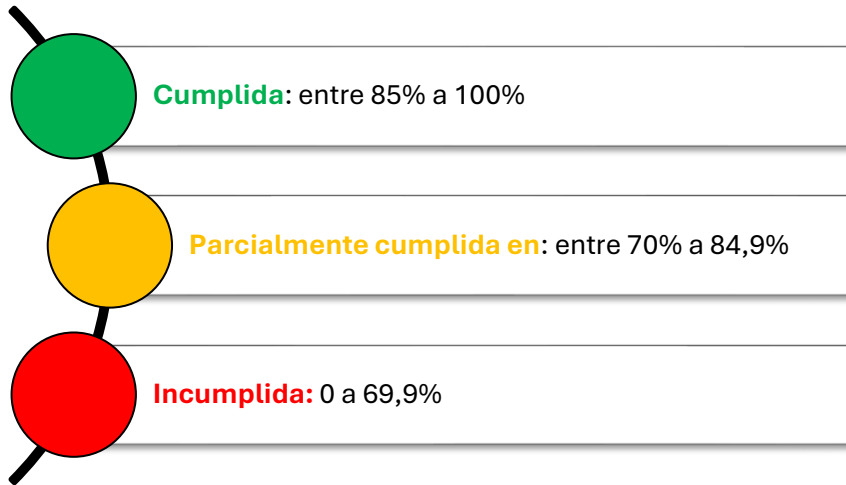 Cumplida: entre 85% a 100%
Parcialmente cumplida en: entre 70% a 84,9%
Incumplida: 0 a 69,9%